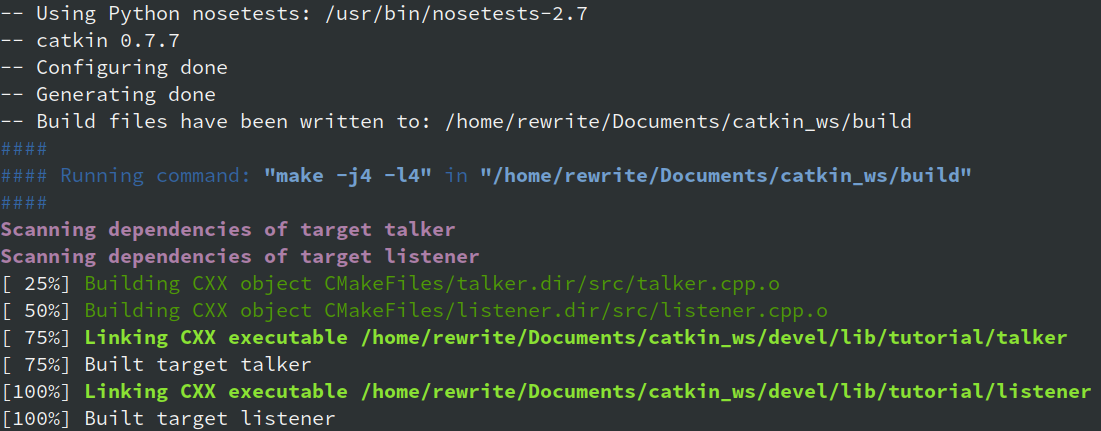 -- Using Python nosetests: /usr/bin/nosetests-2.7
-- catkin 0.7.7
-- Configuring done
-- Generating done
-- Build files have been written to: /home/rewrite/Documents/catkin_ws/build
####
#### Running command: "make -j4 -l4" in "/home/rewrite/Documents/catkin_ws/build"
####
Scanning dependencies of target talker
Scanning dependencies of target listener
[ 25%] Building CXX object CMakeFiles/talker.dir/src/talker.cpp.o
[ 50%] Building CXX object CMakeFiles/listener.dir/src/listener.cpp.o
[ 75%] Linking CXX executable /home/rewrite/Documents/catkin_ws/devel/lib/tutorial/talker
[ 75%] Built target talker
[100%] Linking CXX executable /home/rewrite/Documents/catkin_ws/devel/lib/tutorial/listener
[100%] Built target listener